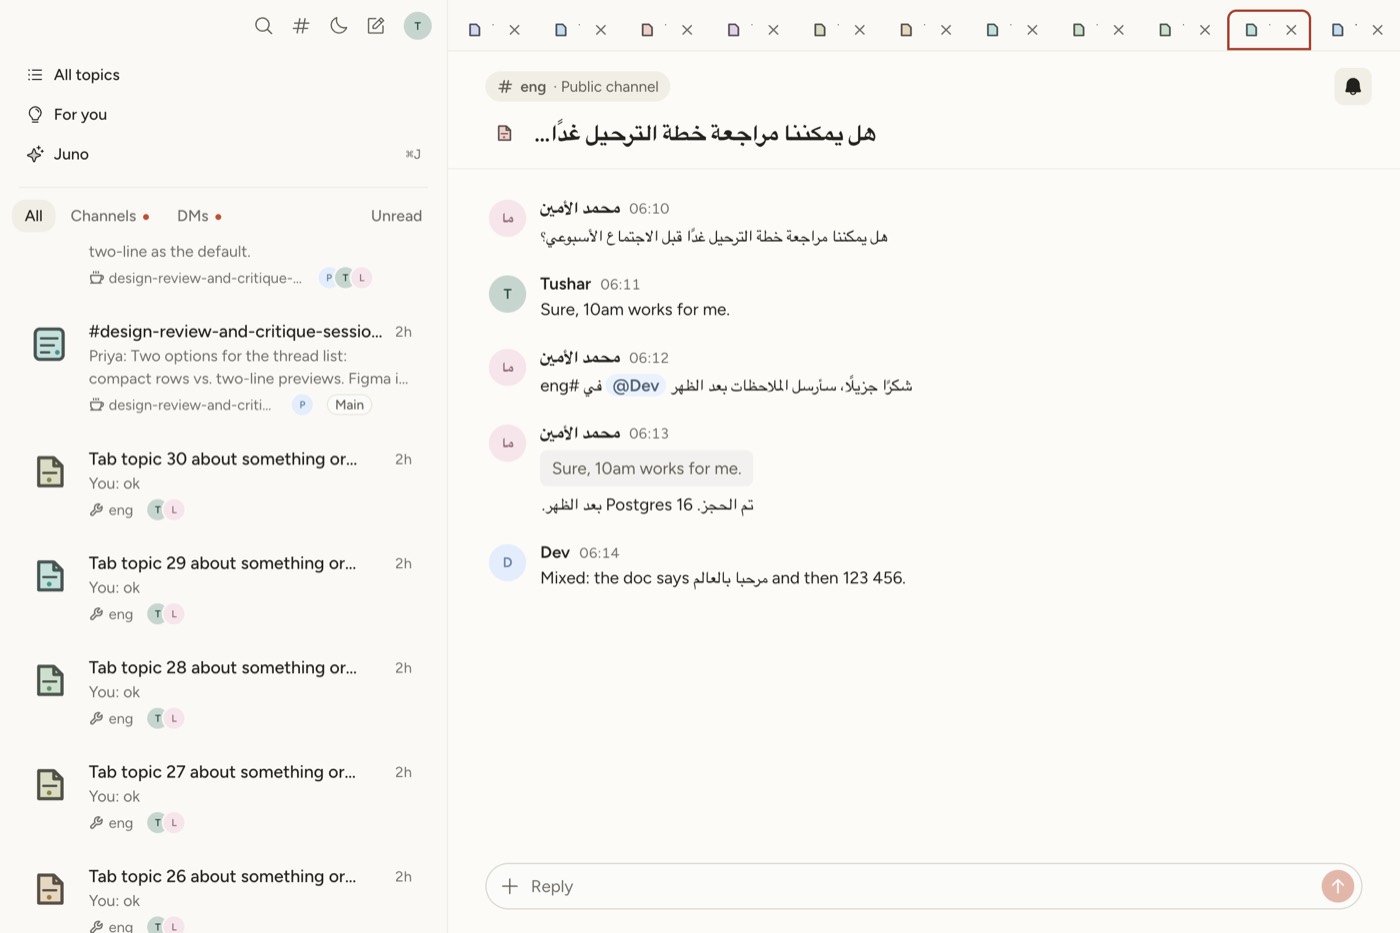 T
All topics
For you
Juno ⌘J
All Channels DMs Unread
two-line as the default.
design-review-and-critique-... P T L
#design-review-and-critique-sessio... 2h
Priya: Two options for the thread list:
compact rows vs. two-line previews. Figma i...
design-review-and-criti... P Main
Tab topic 30 about something or... 2h
You: ok
eng T L
Tab topic 29 about something or... 2h
You: ok
eng T L
Tab topic 28 about something or... 2h
You: ok
eng T L
Tab topic 27 about something or... 2h
You: ok
eng T L
Tab topic 26 about something or... 2h
You: ok
eng T L
# eng · Public channel
هل يمكننا مراجعة خطة الترحيل غدًا...
ما محمد الأمين 06:10
هل يمكننا مراجعة خطة الترحيل غدًا قبل الاجتماع الأسبوعي؟
T Tushar 06:11
Sure, 10am works for me.
ما محمد الأمين 06:12
شكرًا جزيلًا، سأرسل الملاحظات بعد الظهر @Dev في #eng
ما محمد الأمين 06:13
Sure, 10am works for me.
تم الحجز. Postgres 16 بعد الظهر.
D Dev 06:14
Mixed: the doc says مرحبا بالعالم and then 123 456.
Reply